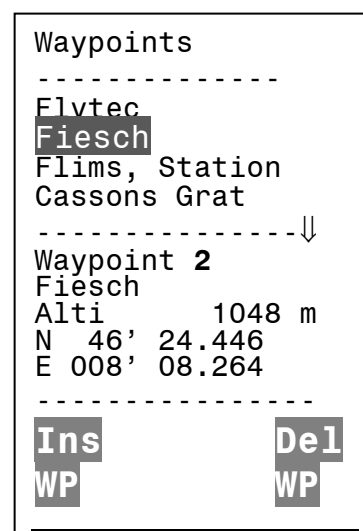 Waypoints
--------------
Flytec
Fiesch
Flims, Station
Cassons Grat
---------------⇓
Waypoint 2
Fiesch
Alti 1048 m
N 46' 24.446
E 008' 08.264
----------------
Ins Del
WP WP